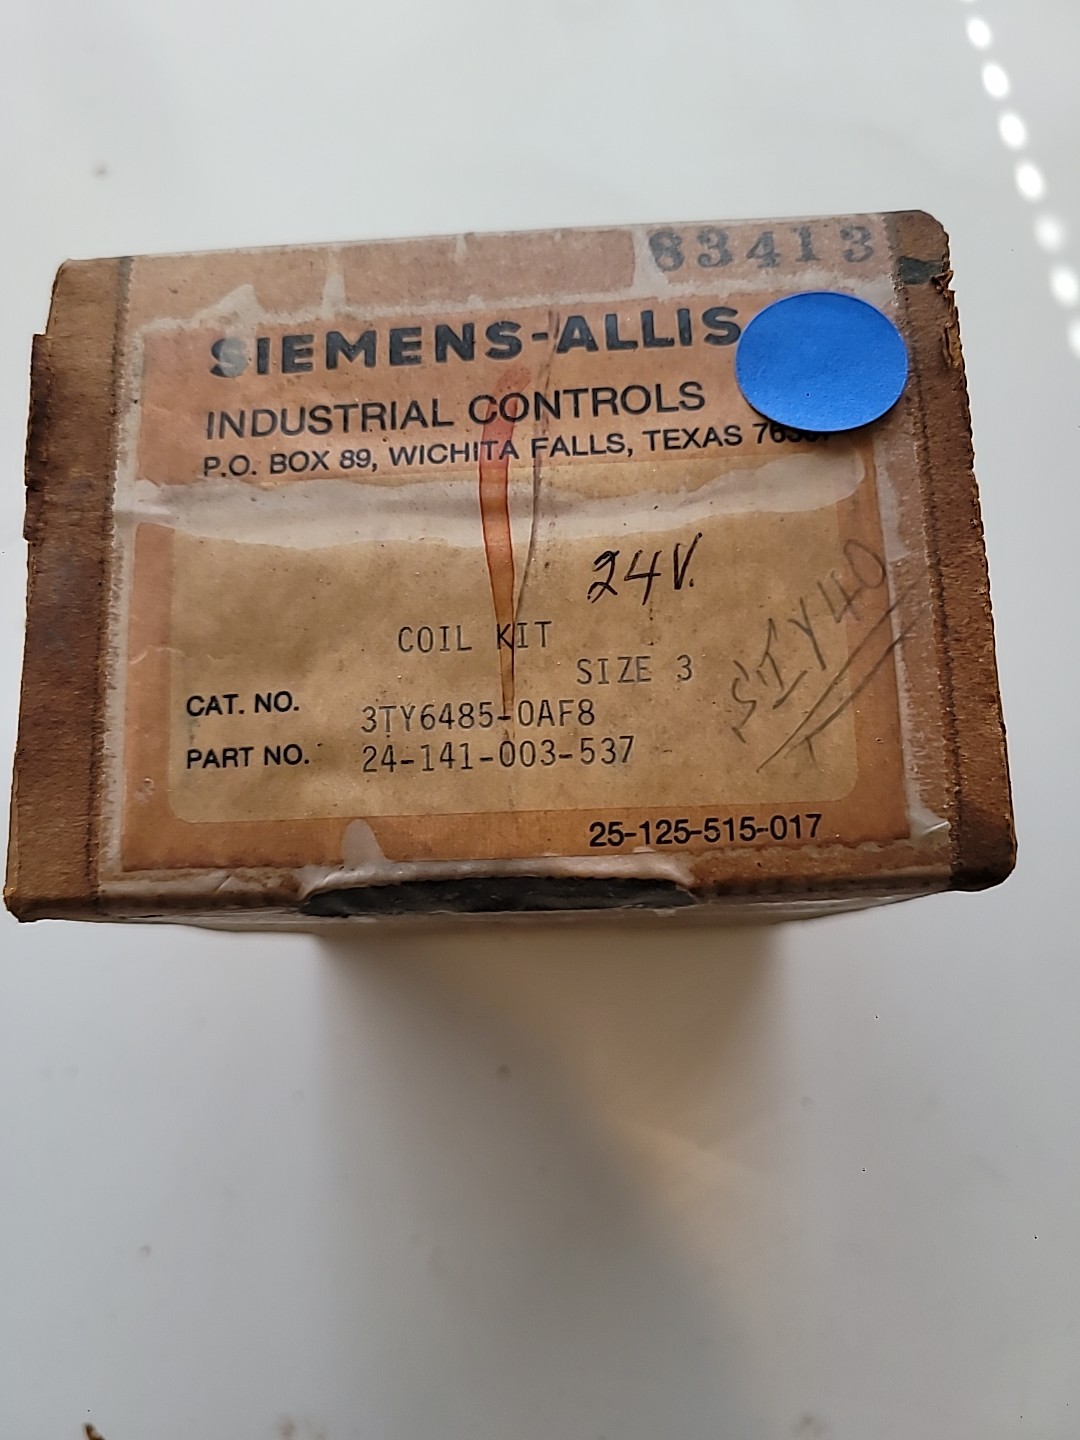 83413
SIEMENS-ALLIS
INDUSTRIAL CONTROLS
P.O. BOX 89, WICHITA FALLS, TEXAS
24V.
COIL KIT
SIZE 3
CAT. NO. 3TY6485-0AF8
PART NO. 24-141-003-537
25-125-515-017